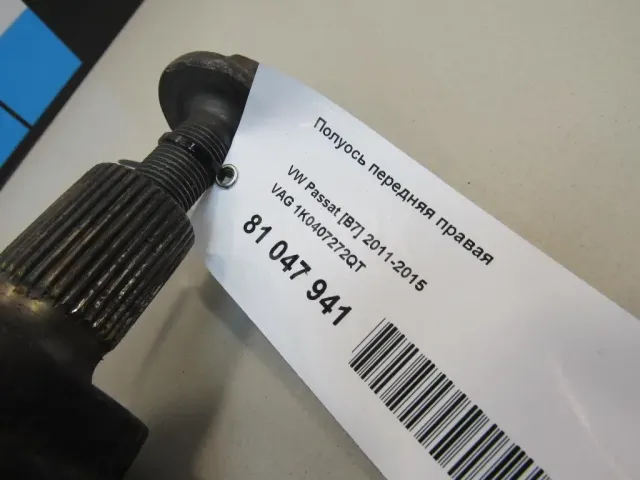 Полуось передняя правая
VW Passat [B7] 2011-2015
VAG 1K0407272QT
81 047 941